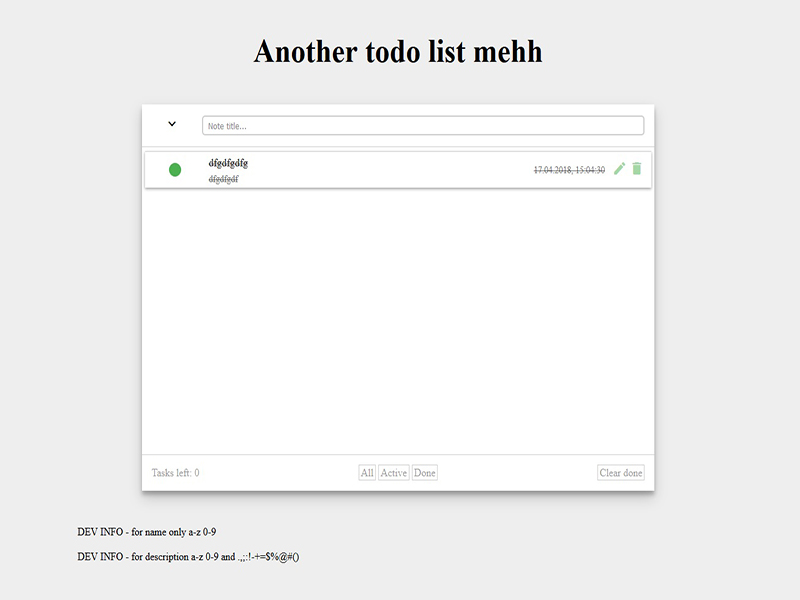 Another todo list mehh
Note title...
dfgdfgdfg
dfgdfgdf
17.04.2018, 15:04:30
Tasks left: 0
All Active Done
Clear done
DEV INFO - for name only a-z 0-9
DEV INFO - for description a-z 0-9 and .,;:!-+=$%@#()